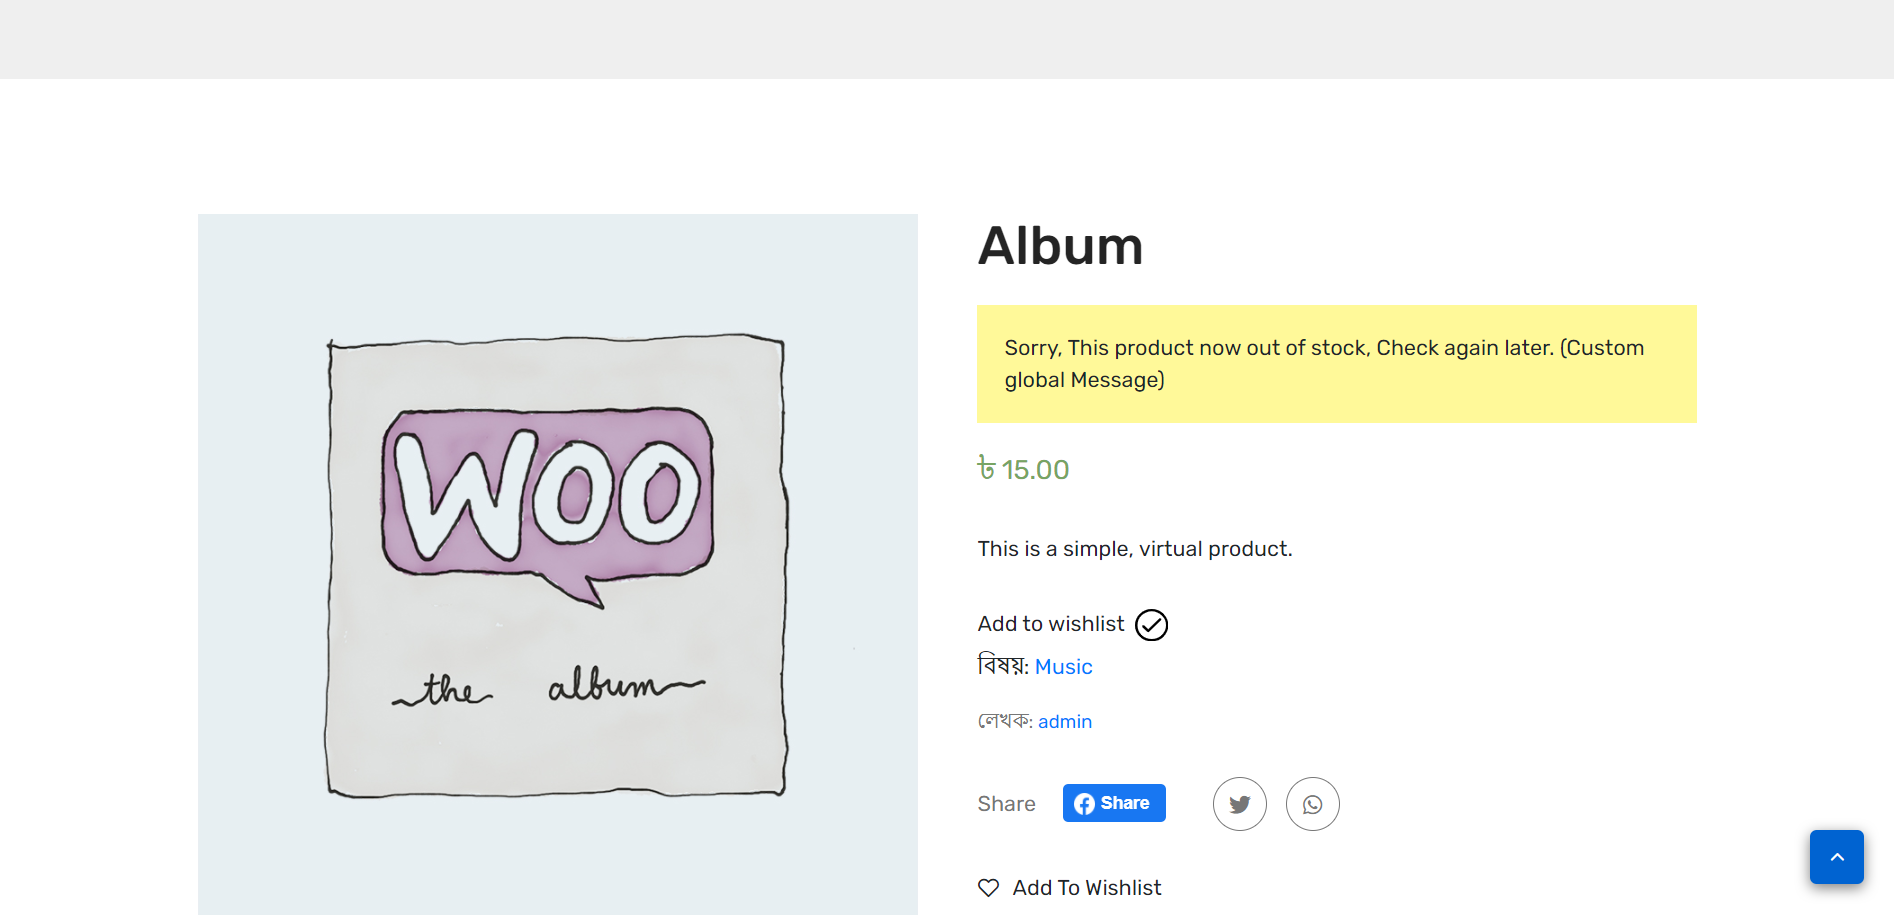 WOO
the album
Album
Sorry, This product now out of stock, Check again later. (Custom
global Message)
৳ 15.00
This is a simple, virtual product.
Add to wishlist
বিষয়: Music
লেখক: admin
Share
Share
Add To Wishlist